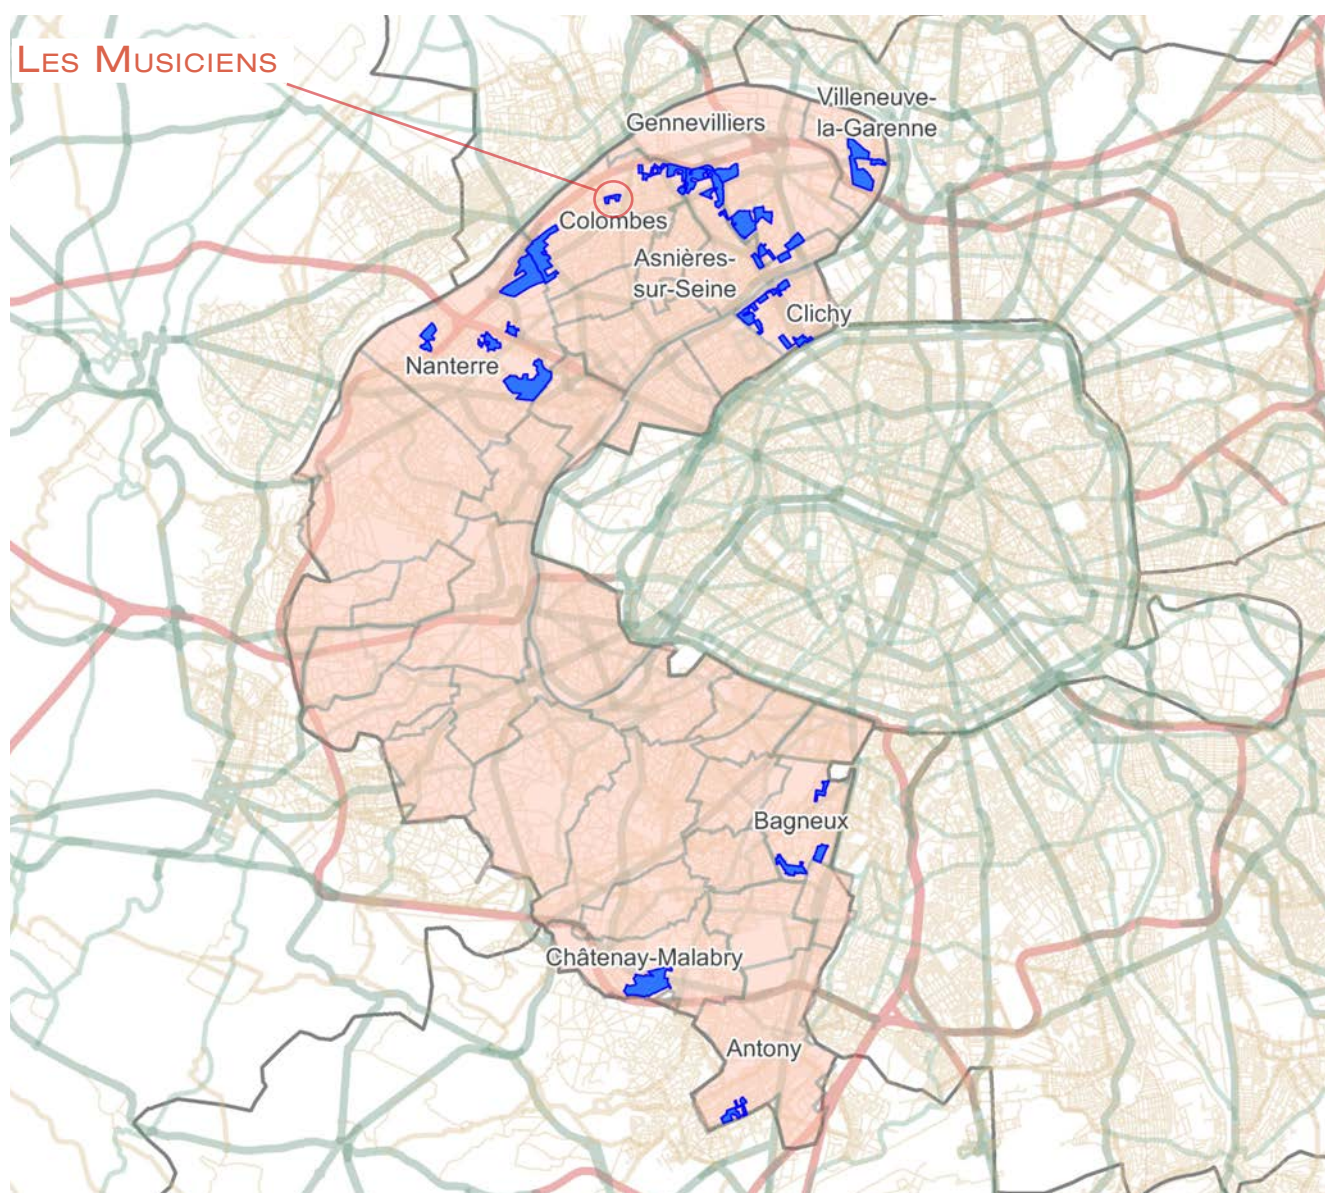 LES MUSICIENS
Villeneuve-
la-Garenne
Gennevilliers
Colombes
Asnières-
sur-Seine
Clichy
Nanterre
Bagneux
Châtenay-Malabry
Antony